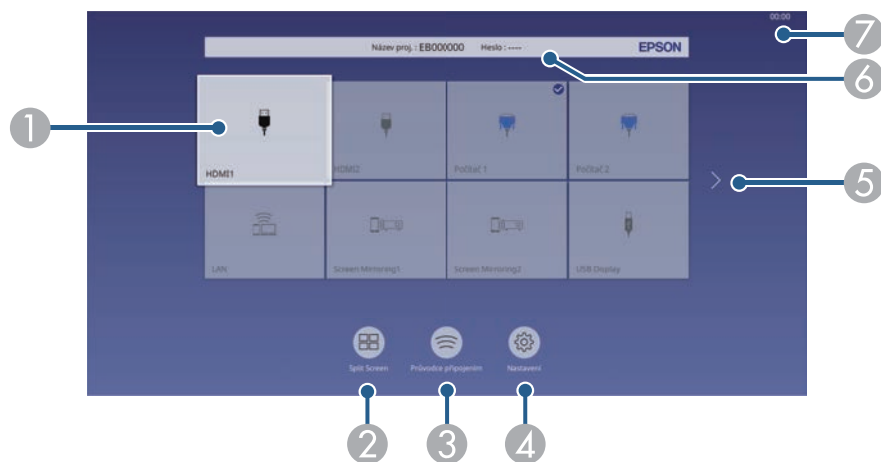 00:00
7
Název proj. : EB000000 Heslo : ---- EPSON
6
1
HDMI1 HDMI2 Počítač 1 Počítač 2
5
LAN Screen Mirroring1 Screen Mirroring2 USB Display
Split Screen Průvodce připojením Nastavení
2 3 4